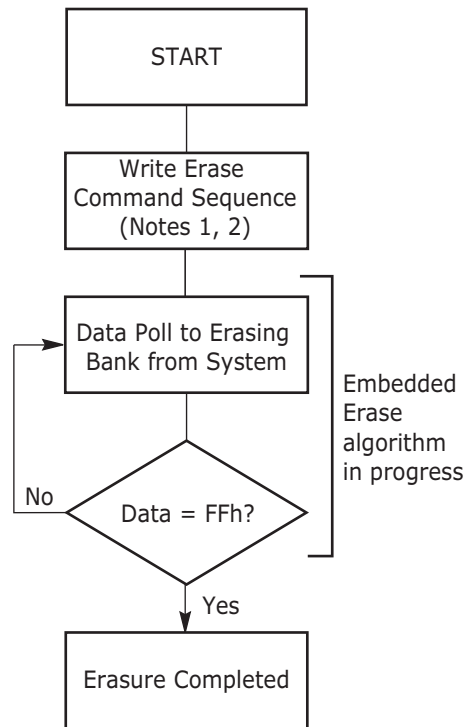 START
Write Erase
Command Sequence
(Notes 1, 2)
Data Poll to Erasing
Bank from System
Embedded
Erase
algorithm
in progress
No
Data = FFh?
Yes
Erasure Completed